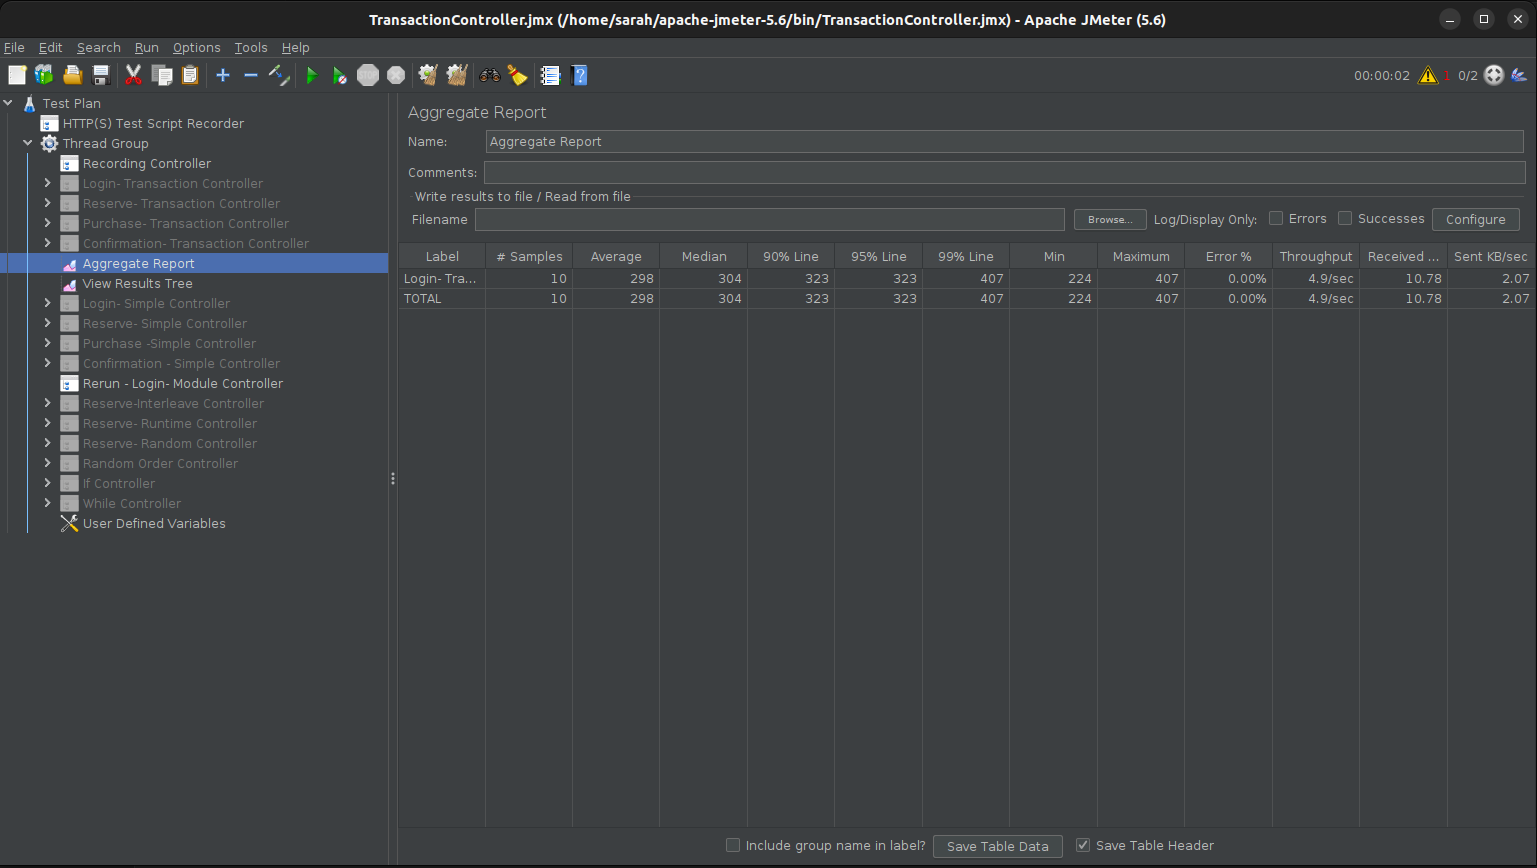 TransactionController.jmx (/home/sarah/apache-jmeter-5.6/bin/TransactionController.jmx) - Apache JMeter (5.6)
File Edit Search Run Options Tools Help
STOP
00:00:02 1 0/2
Test Plan
HTTP(S) Test Script Recorder
Thread Group
Recording Controller
Login- Transaction Controller
Reserve- Transaction Controller
Purchase- Transaction Controller
Confirmation- Transaction Controller
Aggregate Report
View Results Tree
Login- Simple Controller
Reserve- Simple Controller
Purchase -Simple Controller
Confirmation - Simple Controller
Rerun - Login- Module Controller
Reserve-Interleave Controller
Reserve- Runtime Controller
Reserve- Random Controller
Random Order Controller
If Controller
While Controller
User Defined Variables
Aggregate Report
Name: Aggregate Report
Comments:
Write results to file / Read from file
Filename Browse... Log/Display Only: Errors Successes Configure
Label # Samples Average Median 90% Line 95% Line 99% Line Min Maximum Error % Throughput Received ... Sent KB/sec
Login- Tra... 10 298 304 323 323 407 224 407 0.00% 4.9/sec 10.78 2.07
TOTAL 10 298 304 323 323 407 224 407 0.00% 4.9/sec 10.78 2.07
Include group name in label? Save Table Data Save Table Header